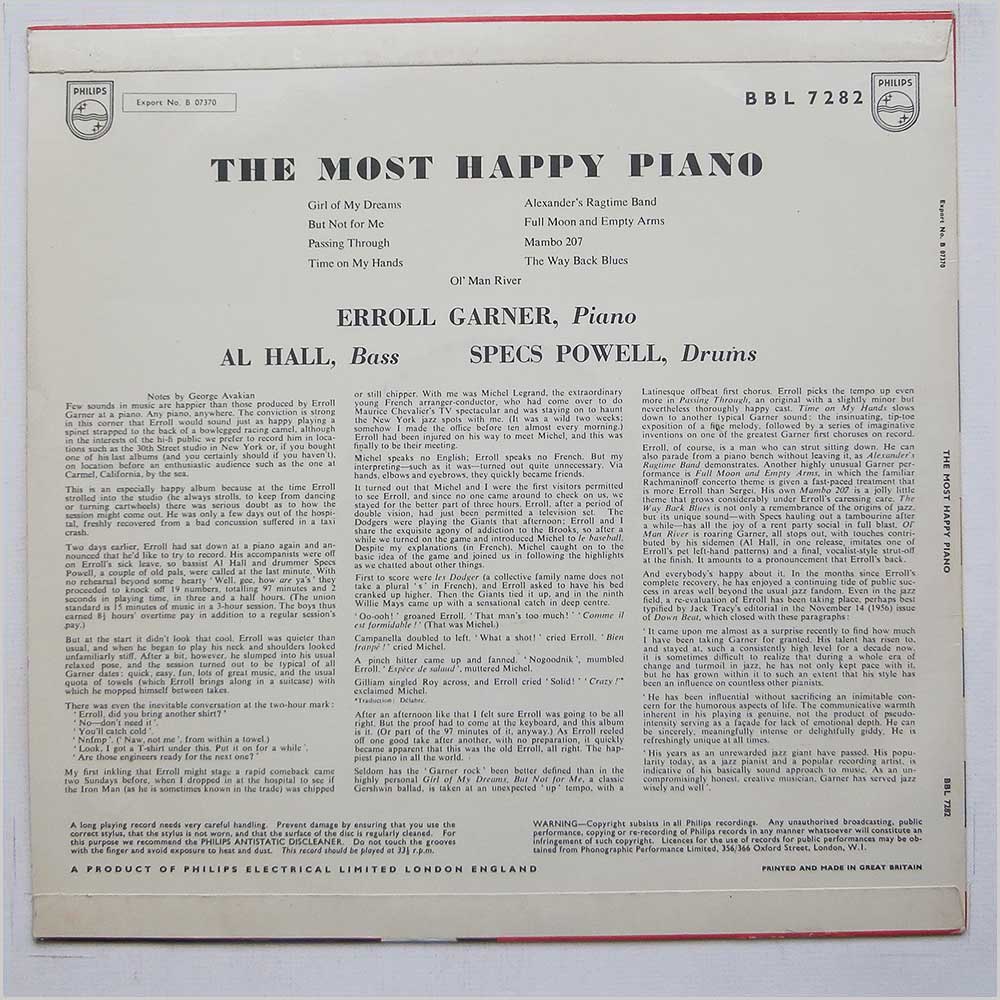 PHILIPS
Export No. B 07370
BBL 7282
PHILIPS
THE MOST HAPPY PIANO
Girl of My Dreams
But Not for Me
Passing Through
Time on My Hands
Alexander's Ragtime Band
Full Moon and Empty Arms
Mambo 207
The Way Back Blues
Ol' Man River
ERROLL GARNER, Piano
AL HALL, Bass
SPECS POWELL, Drums
Notes by George Avakian
Few sounds in music are happier than those produced by Erroll
Garner at a piano. Any piano, anywhere. The conviction is strong
in this corner that Erroll would sound just as happy playing a
spinet strapped to the back of a bowlegged racing camel, although
in the interests of the hi-fi public we prefer to record him in loca-
tions such as the 30th Street studio in New York or, if you bought
one of his last albums (and you certainly should if you haven't),
on location before an enthusiastic audience such as the one at
Carmel, California, by the sea.
This is an especially happy album because at the time Erroll
strolled into the studio (he always strolls, to keep from dancing
or turning cartwheels) there was serious doubt as to how the
session might come out. He was only a few days out of the hospi-
tal, freshly recovered from a bad concussion suffered in a taxi
crash.
Two days earlier, Erroll had sat down at a piano again and an-
nounced that he'd like to try to record. His accompanists were off
on Erroll's sick leave, so bassist Al Hall and drummer Specs
Powell, a couple of old pals, were called at the last minute. With
no rehearsal beyond some hearty 'Well, gee, how are ya's' they
proceeded to knock off 19 numbers, totalling 97 minutes and 2
seconds in playing time, in three and a half hours. (The union
standard is 15 minutes of music in a 3-hour session. The boys thus
earned 8½ hours' overtime pay in addition to a regular session's
pay.)
But at the start it didn't look that cool. Erroll was quieter than
usual, and when he began to play his neck and shoulders looked
unfamiliarly stiff. After a bit, however, he slumped into his usual
relaxed pose, and the session turned out to be typical of all
Garner dates: quick, easy, fun, lots of great music, and the usual
quota of towels (which Erroll brings along in a suitcase) with
which he mopped himself between takes.
There was even the inevitable conversation at the two-hour mark:
'Erroll, did you bring another shirt?'
'No—don't need it'.
'You'll catch cold'.
'Nnfmp'. ('Naw, not me', from within a towel.)
'Look, I got a T-shirt under this. Put it on for a while'.
'Are those engineers ready for the next one?'
My first inkling that Erroll might stage a rapid comeback came
two Sundays before, when I dropped in at the hospital to see if
the Iron Man (as he is sometimes known in the trade) was chipped
or still chipper. With me was Michel Legrand, the extraordinary
young French arranger-conductor, who had come over to do
Maurice Chevalier's TV spectacular and was staying on to haunt
the New York jazz spots with me. (It was a wild two weeks;
somehow I made the office before ten almost every morning.)
Erroll had been injured on his way to meet Michel, and this was
finally to be their meeting.
Michel speaks no English; Erroll speaks no French. But my
interpreting—such as it was—turned out quite unnecessary. Via
hands, elbows and eyebrows, they quickly became friends.
It turned out that Michel and I were the first visitors permitted
to see Erroll, and since no one came around to check on us, we
stayed for the better part of three hours. Erroll, after a period of
double vision, had just been permitted a television set. The
Dodgers were playing the Giants that afternoon; Erroll and I
share the exquisite agony of addiction to the Brooks, so after a
while we turned on the game and introduced Michel to le baseball.
Despite my explanations (in French), Michel caught on to the
basic idea of the game and joined us in following the highlights
as we chatted about other things.
First to score were les Dodger (a collective family name does not
take a plural 's' in French), and Erroll asked to have his bed
cranked up higher. Then the Giants tied it up, and in the ninth
Willie Mays came up with a sensational catch in deep centre.
'Oo-ooh!' groaned Erroll. 'That man's too much!' 'Comme il
est formidable!' (That was Michel.)
Campanella doubled to left. 'What a shot!' cried Erroll. 'Bien
frappé!' cried Michel.
A pinch hitter came up and fanned. 'Nogoodnik', mumbled
Erroll. 'Espèce de salaud', muttered Michel.
Gilliam singled Roy across, and Erroll cried 'Solid!' 'Crazy!'*
exclaimed Michel.
*Traduction: Délabré.
After an afternoon like that I felt sure Erroll was going to be all
right. But the proof had to come at the keyboard, and this album
is it. (Or part of the 97 minutes of it, anyway.) As Erroll reeled
off one good take after another, with no preparation, it quickly
became apparent that this was the old Erroll, all right. The hap-
piest piano in all the world.
Seldom has the 'Garner rock' been better defined than in the
highly personal Girl of My Dreams. But Not for Me, a classic
Gershwin ballad, is taken at an unexpected 'up' tempo, with a
Latinesque offbeat first chorus. Erroll picks the tempo up even
more in Passing Through, an original with a slightly minor but
nevertheless thoroughly happy cast. Time on My Hands slows
down to another typical Garner sound: the insinuating, tip-toe
exposition of a fine melody, followed by a series of imaginative
inventions on one of the greatest Garner first choruses on record.
Erroll, of course, is a man who can strut sitting down. He can
also parade from a piano bench without leaving it, as Alexander's
Ragtime Band demonstrates. Another highly unusual Garner per-
formance is Full Moon and Empty Arms, in which the familiar
Rachmaninoff concerto theme is given a fast-paced treatment that
is more Erroll than Sergei. His own Mambo 207 is a jolly little
theme that grows considerably under Erroll's caressing care. The
Way Back Blues is not only a remembrance of the origins of jazz,
but its unique sound—with Specs hauling out a tambourine after
a while—has all the joy of a rent party social in full blast. Ol'
Man River is roaring Garner, all stops out, with touches contri-
buted by his sidemen (Al Hall, in one release, imitates one of
Erroll's pet left-hand patterns) and a final, vocalist-style strut-off
at the finish. It amounts to a pronouncement that Erroll's back.
And everybody's happy about it. In the months since Erroll's
complete recovery, he has enjoyed a continuing tide of public suc-
cess in areas well beyond the usual jazz fandom. Even in the jazz
field, a re-evaluation of Erroll has been taking place, perhaps best
typified by Jack Tracy's editorial in the November 14 (1956) issue
of Down Beat, which closed with these paragraphs:
'It came upon me almost as a surprise recently to find how much
I have been taking Garner for granted. His talent has risen to,
and stayed at, such a consistently high level for a decade now,
it is sometimes difficult to realize that during a whole era of
change and turmoil in jazz, he has not only kept pace with it,
but he has grown within it to such an extent that his style has
been an influence on countless other pianists.
'He has been influential without sacrificing an inimitable con-
cern for the humorous aspects of life. The communicative warmth
inherent in his playing is genuine, not the product of pseudo-
pomposity serving as a façade for lack of emotional depth. He can
be sincerely, meaningfully intense or delightfully giddy. He is
refreshingly unique at all times.
'His years as an unrewarded jazz giant have passed. His popu-
larity today, as a jazz pianist and a popular recording artist, is
indicative of his basically sound approach to music. As an un-
compromisingly honest, creative musician, Garner has served jazz
wisely and well'.
Export No. B 07370
THE MOST HAPPY PIANO
BBL 7282
A long playing record needs very careful handling. Prevent damage by ensuring that you use the
correct stylus, that the stylus is not worn, and that the surface of the disc is regularly cleaned. For
this purpose we recommend the PHILIPS ANTISTATIC DISCLEANER. Do not touch the grooves
with the finger and avoid exposure to heat and dust. This record should be played at 33⅓ r.p.m.
WARNING—Copyright subsists in all Philips recordings. Any unauthorised broadcasting, public
performance, copying or re-recording of Philips records in any manner whatsoever will constitute an
infringement of such copyright. Licences for the use of records for public performances may be ob-
tained from Phonographic Performance Limited, 356/366 Oxford Street, London, W.1.
A PRODUCT OF PHILIPS ELECTRICAL LIMITED LONDON ENGLAND
PRINTED AND MADE IN GREAT BRITAIN